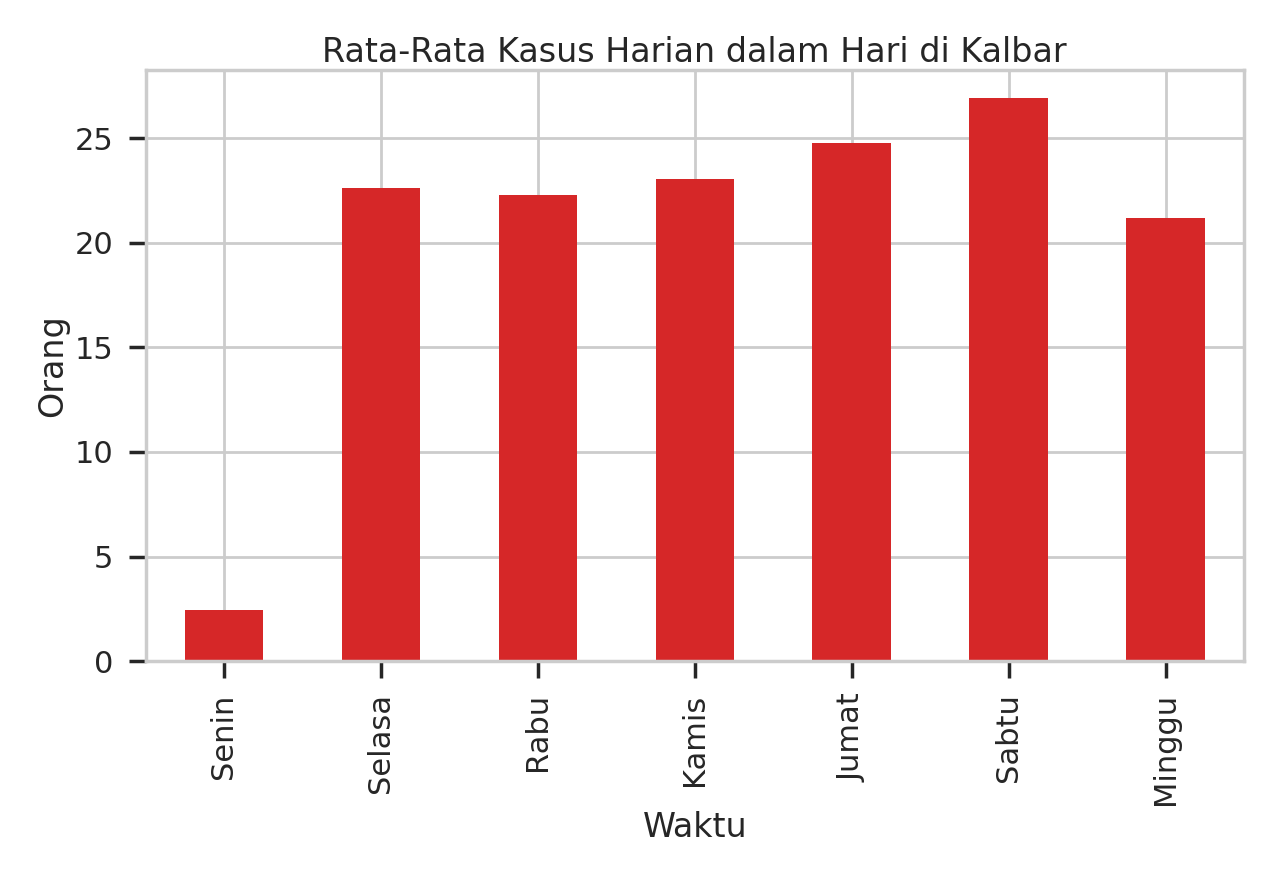 Rata-Rata Kasus Harian dalam Hari di Kalbar
Orang
25
20
15
10
5
0
Senin
Selasa
Rabu
Kamis
Jumat
Sabtu
Minggu
Waktu